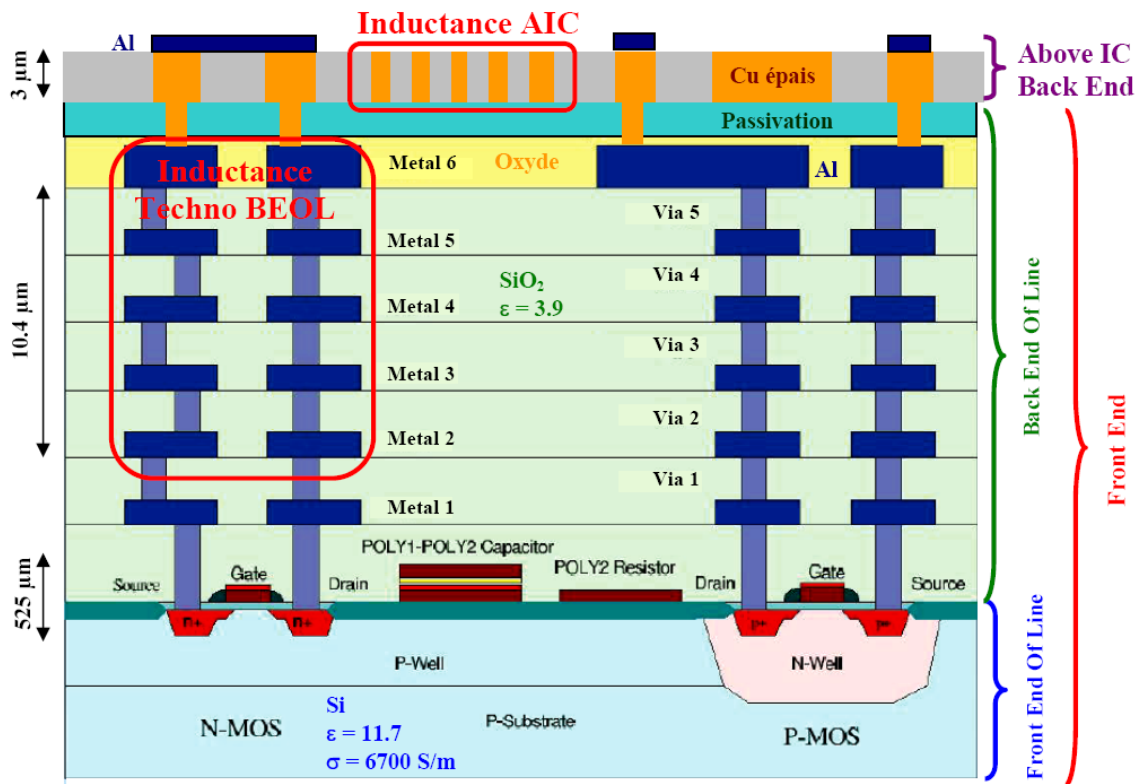 Inductance AIC
Al
Above IC
Back End
3 µm
Cu épais
Passivation
Inductance
Techno BEOL
Metal 6
Oxyde
Al
Via 5
Metal 5
SiO₂
ε = 3.9
Via 4
Metal 4
10.4 µm
Via 3
Metal 3
Via 2
Metal 2
Via 1
Metal 1
Back End Of Line
Front End
525 µm
POLY1-POLY2 Capacitor
POLY2 Resistor
Source
Gate
Drain
Drain
Gate
Source
n+
n+
p+
p+
P-Well
N-Well
Si
ε = 11.7
σ = 6700 S/m
N-MOS
P-Substrate
P-MOS
Front End Of Line